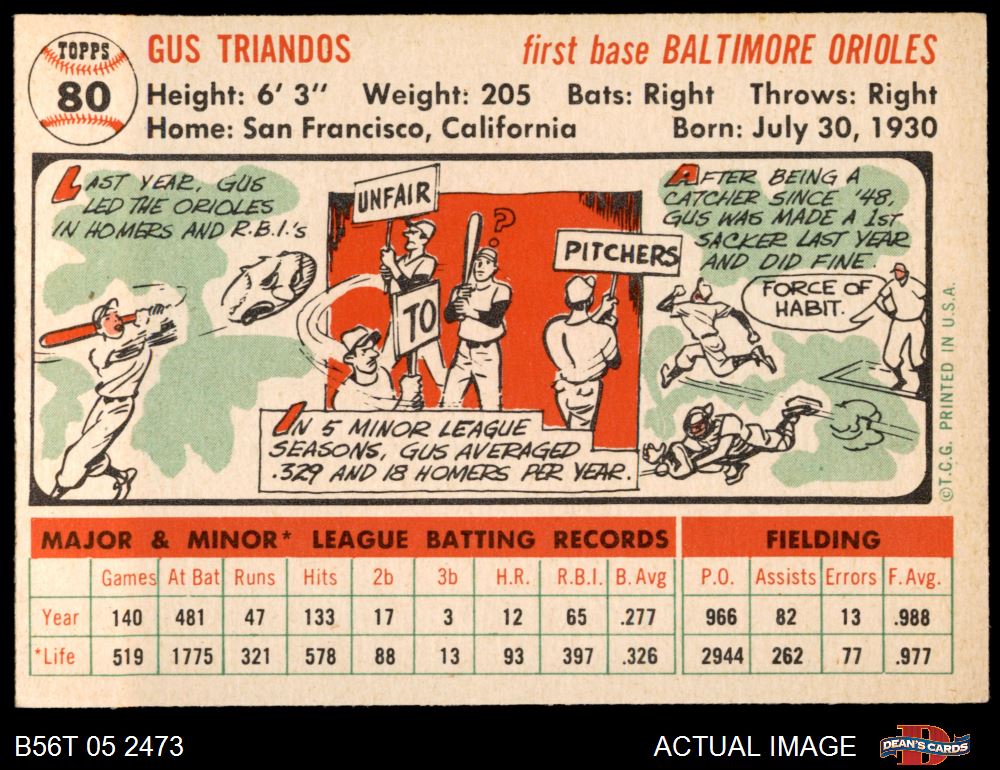 TOPPS
80
GUS TRIANDOS first base BALTIMORE ORIOLES
Height: 6' 3" Weight: 205 Bats: Right Throws: Right
Home: San Francisco, California Born: July 30, 1930
LAST YEAR, GUS
LED THE ORIOLES
IN HOMERS AND R.B.I.'s
UNFAIR
TO
?
PITCHERS
IN 5 MINOR LEAGUE
SEASONS, GUS AVERAGED
.329 AND 18 HOMERS PER YEAR.
AFTER BEING A
CATCHER SINCE '48,
GUS WAS MADE A 1st
SACKER LAST YEAR
AND DID FINE.
FORCE OF
HABIT.
©T.C.G. PRINTED IN U.S.A.
MAJOR & MINOR* LEAGUE BATTING RECORDS FIELDING
Games At Bat Runs Hits 2b 3b H.R. R.B.I. B. Avg P.O. Assists Errors F. Avg.
Year 140 481 47 133 17 3 12 65 .277 966 82 13 .988
*Life 519 1775 321 578 88 13 93 397 .326 2944 262 77 .977
B56T 05 2473 ACTUAL IMAGE DEAN'S CARDS